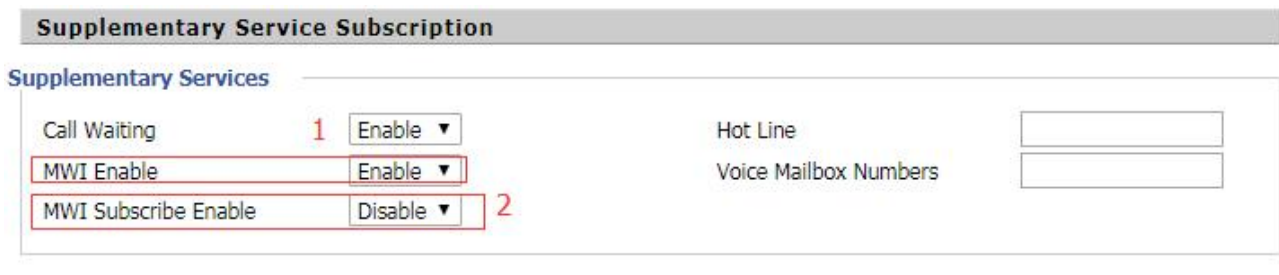 Supplementary Service Subscription
Supplementary Services
Call Waiting 1 Enable ▼ Hot Line
MWI Enable Enable ▼ Voice Mailbox Numbers
MWI Subscribe Enable Disable ▼ 2